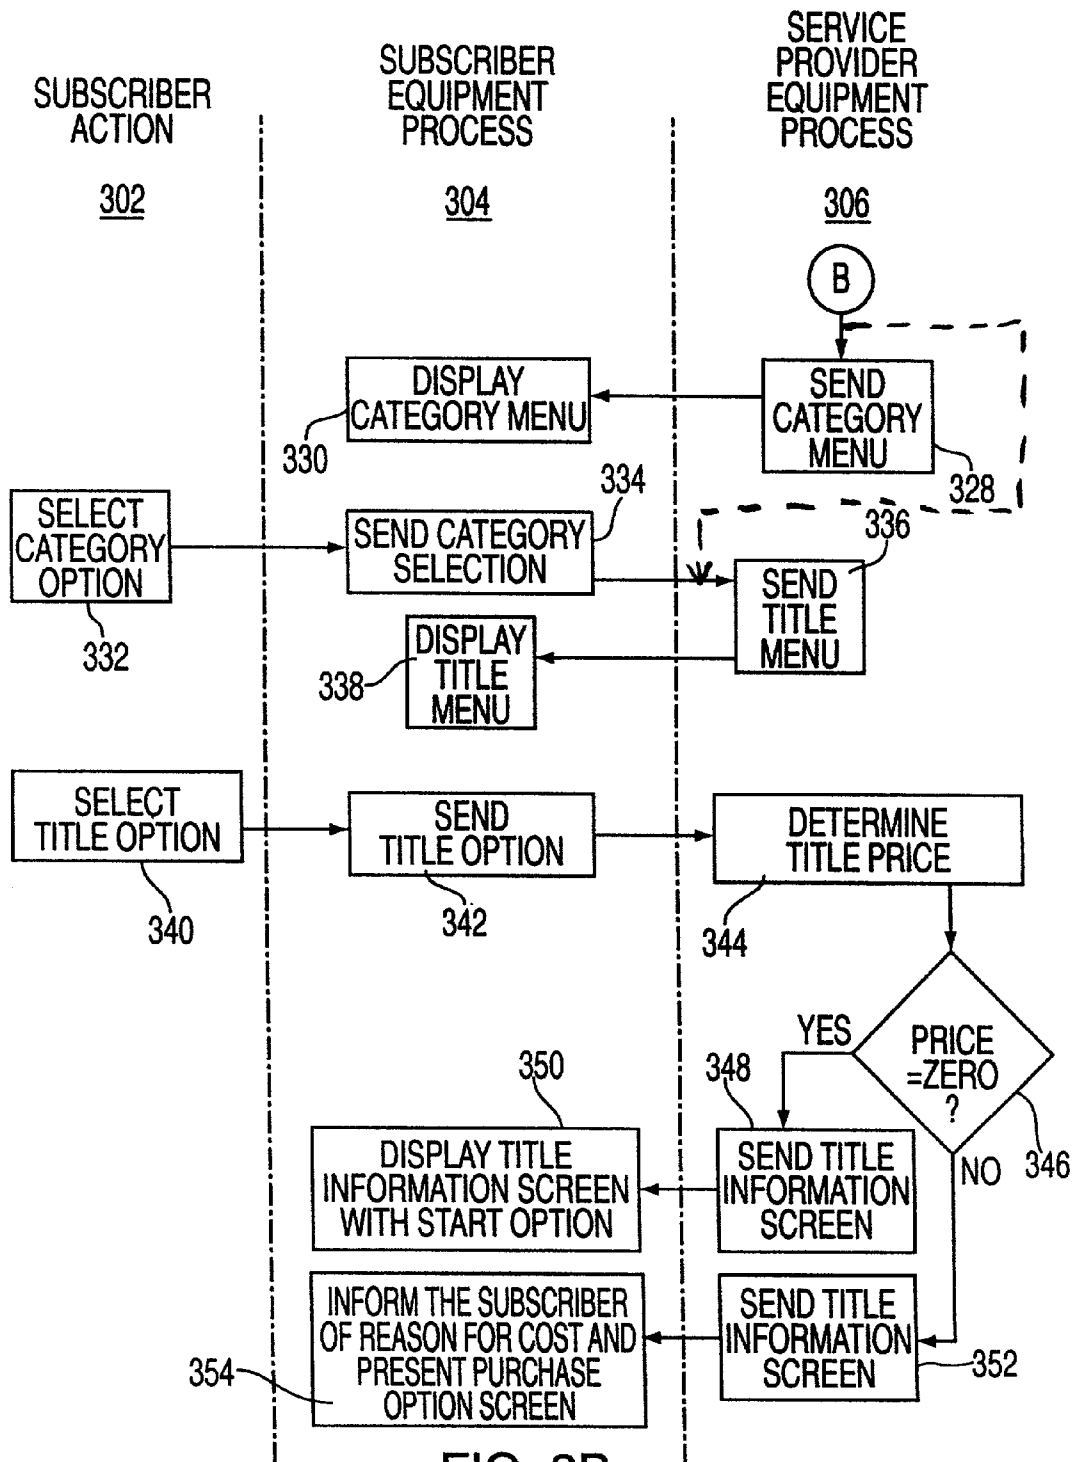 SUBSCRIBER
ACTION
302
SUBSCRIBER
EQUIPMENT
PROCESS
304
SERVICE
PROVIDER
EQUIPMENT
PROCESS
306
B
DISPLAY
CATEGORY MENU
330
SEND
CATEGORY
MENU
328
SELECT
CATEGORY
OPTION
332
SEND CATEGORY
SELECTION
334
SEND
TITLE
MENU
336
DISPLAY
TITLE
MENU
338
SELECT
TITLE OPTION
340
SEND
TITLE OPTION
342
DETERMINE
TITLE PRICE
344
PRICE
=ZERO
?
346
YES
NO
348
SEND TITLE
INFORMATION
SCREEN
350
DISPLAY TITLE
INFORMATION SCREEN
WITH START OPTION
SEND TITLE
INFORMATION
SCREEN
352
INFORM THE SUBSCRIBER
OF REASON FOR COST AND
PRESENT PURCHASE
OPTION SCREEN
354